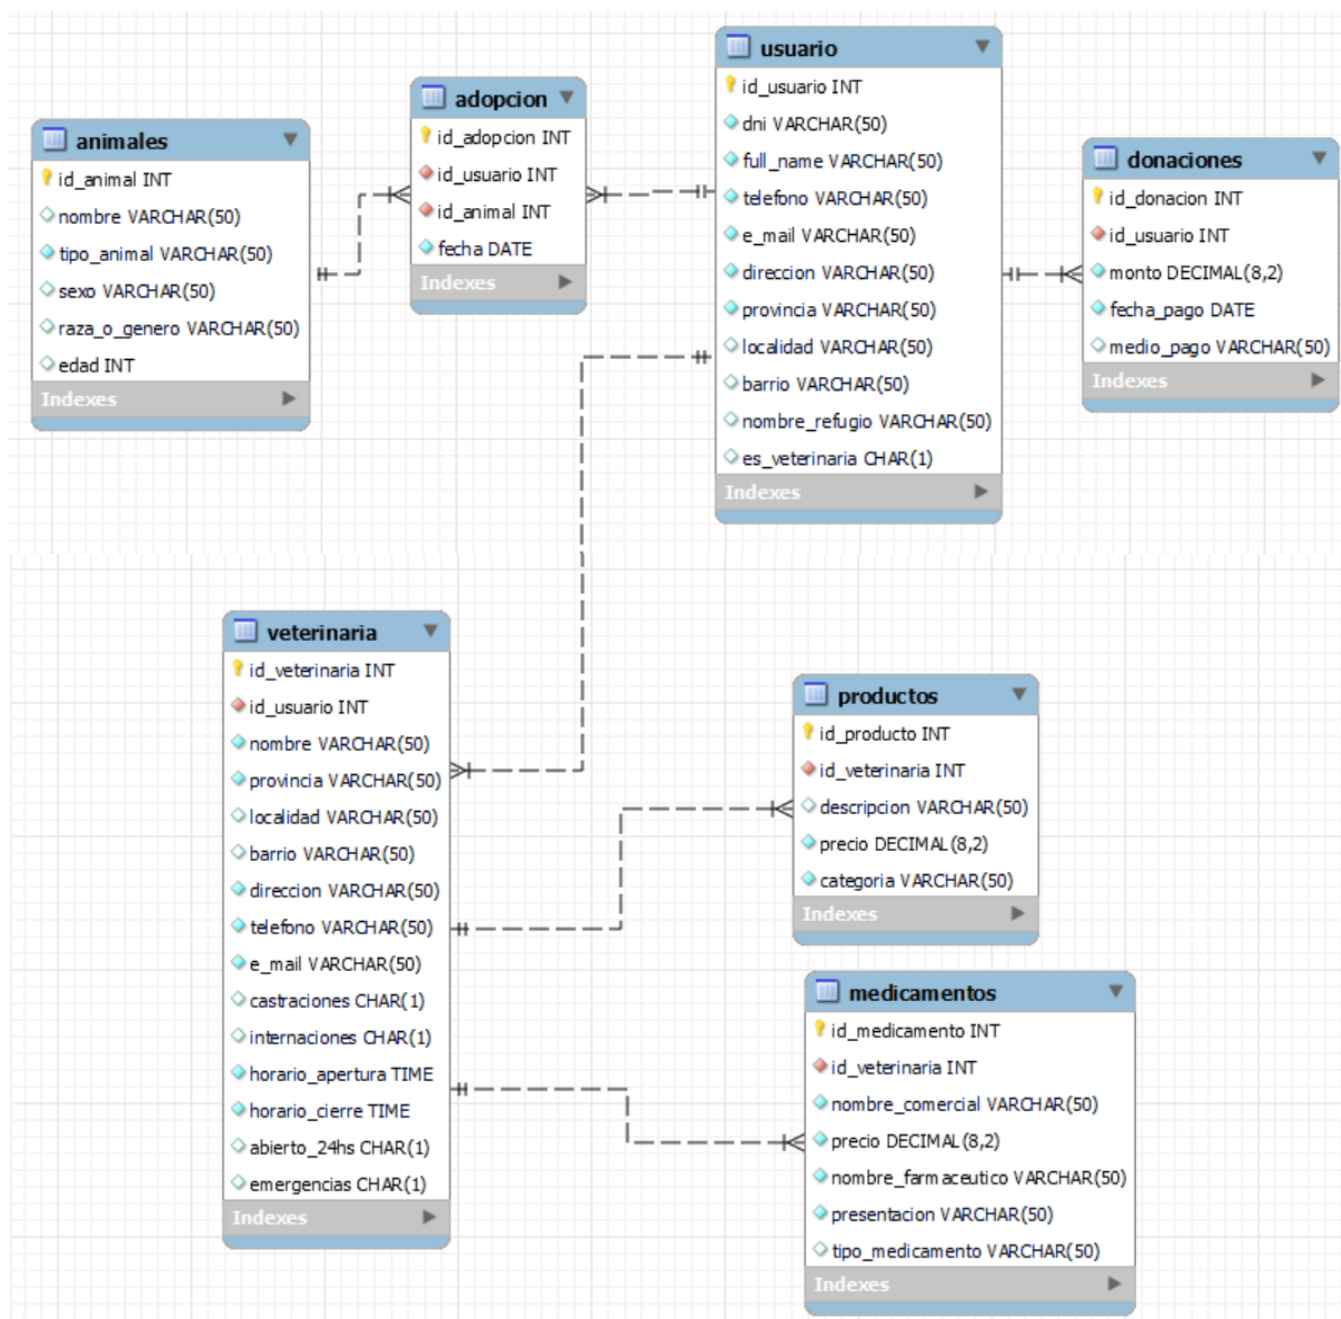 animales
id_animal INT
nombre VARCHAR(50)
tipo_animal VARCHAR(50)
sexo VARCHAR(50)
raza_o_genero VARCHAR(50)
edad INT
Indexes
adopcion
id_adopcion INT
id_usuario INT
id_animal INT
fecha DATE
Indexes
usuario
id_usuario INT
dni VARCHAR(50)
full_name VARCHAR(50)
telefono VARCHAR(50)
e_mail VARCHAR(50)
direccion VARCHAR(50)
provincia VARCHAR(50)
localidad VARCHAR(50)
barrio VARCHAR(50)
nombre_refugio VARCHAR(50)
es_veterinaria CHAR(1)
Indexes
donaciones
id_donacion INT
id_usuario INT
monto DECIMAL(8,2)
fecha_pago DATE
medio_pago VARCHAR(50)
Indexes
veterinaria
id_veterinaria INT
id_usuario INT
nombre VARCHAR(50)
provincia VARCHAR(50)
localidad VARCHAR(50)
barrio VARCHAR(50)
direccion VARCHAR(50)
telefono VARCHAR(50)
e_mail VARCHAR(50)
castraciones CHAR(1)
internaciones CHAR(1)
horario_apertura TIME
horario_cierre TIME
abierto_24hs CHAR(1)
emergencias CHAR(1)
Indexes
productos
id_producto INT
id_veterinaria INT
descripcion VARCHAR(50)
precio DECIMAL(8,2)
categoria VARCHAR(50)
Indexes
medicamentos
id_medicamento INT
id_veterinaria INT
nombre_comercial VARCHAR(50)
precio DECIMAL(8,2)
nombre_farmaceutico VARCHAR(50)
presentacion VARCHAR(50)
tipo_medicamento VARCHAR(50)
Indexes